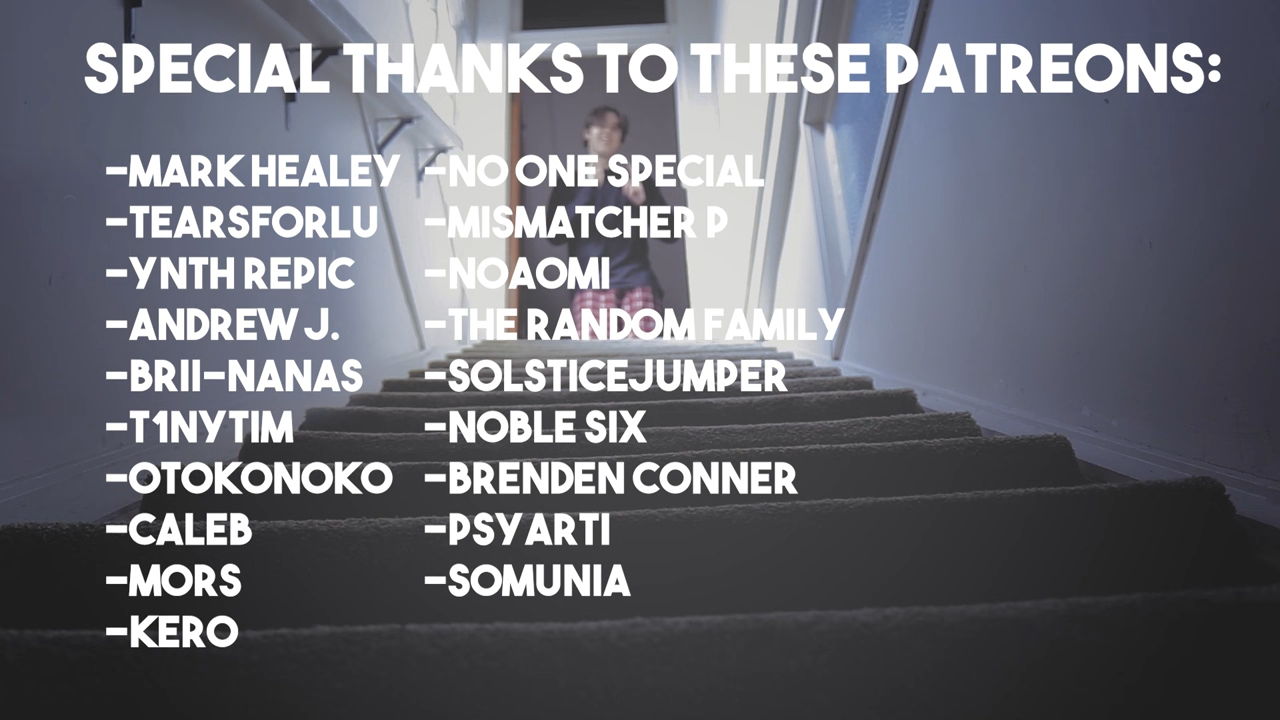 SPECIAL THANKS TO THESE PATREONS:
-MARK HEALEY
-TEARSFORLU
-YNTH REPIC
-ANDREW J.
-BRII-NANAS
-T1NYTIM
-OTOKONOKO
-CALEB
-MORS
-KERO
-NO ONE SPECIAL
-MISMATCHER P
-NOAOMI
-THE RANDOM FAMILY
-SOLSTICEJUMPER
-NOBLE SIX
-BRENDEN CONNER
-PSYARTI
-SOMUNIA